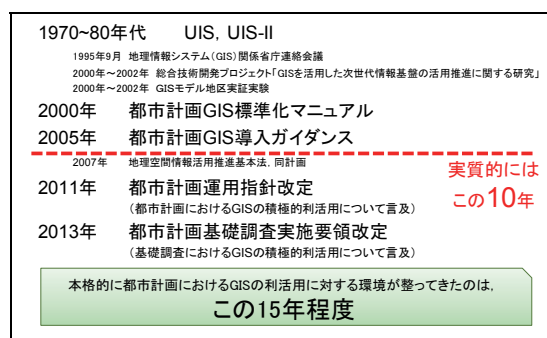 1970~80年代 UIS, UIS-II
1995年9月 地理情報システム(GIS)関係省庁連絡会議
2000年~2002年 総合技術開発プロジェクト「GISを活用した次世代情報基盤の活用推進に関する研究」
2000年~2002年 GISモデル地区実証実験
2000年 都市計画GIS標準化マニュアル
2005年 都市計画GIS導入ガイダンス
2007年 地理空間情報活用推進基本法, 同計画
実質的には
この10年
2011年 都市計画運用指針改定
(都市計画におけるGISの積極的利活用について言及)
2013年 都市計画基礎調査実施要領改定
(基礎調査におけるGISの積極的利活用について言及)
本格的に都市計画におけるGISの利活用に対する環境が整ってきたのは,
この15年程度